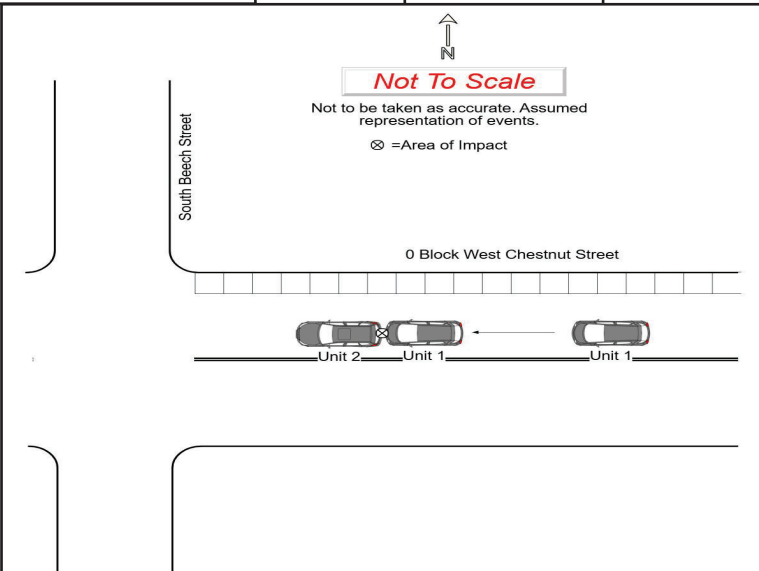 N
Not To Scale
Not to be taken as accurate. Assumed
representation of events.
⊗ =Area of Impact
South Beech Street
0 Block West Chestnut Street
Unit 2
Unit 1
Unit 1